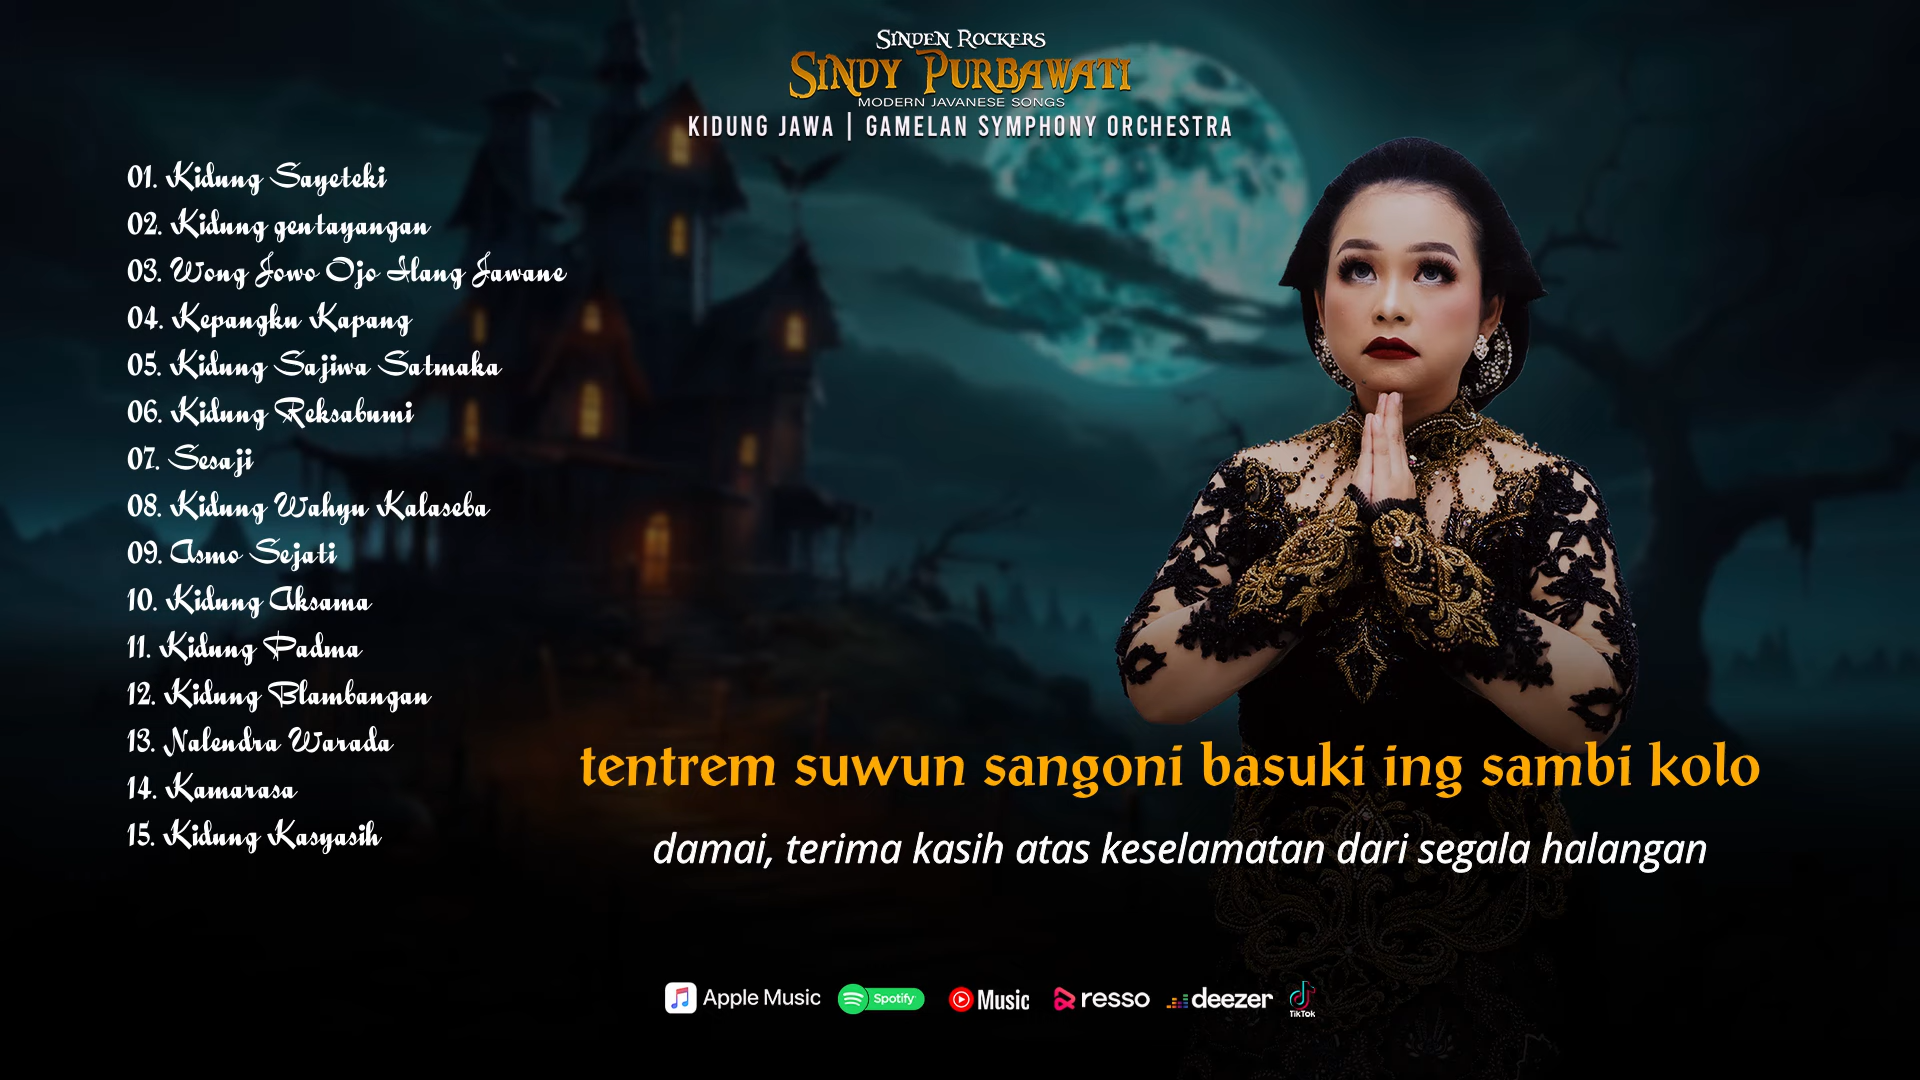 SINDEN ROCKERS
SINDY PURBAWATI
MODERN JAVANESE SONGS
KIDUNG JAWA | GAMELAN SYMPHONY ORCHESTRA
01. Kidung Sayeteki
02. Kidung gentayangan
03. Wong Jowo Ojo Ilang Jawane
04. Kepangku Kapang
05. Kidung Sajiwa Satmaka
06. Kidung Reksabumi
07. Sesaji
08. Kidung Wahyu Kalaseba
09. Asmo Sejati
10. Kidung Aksama
11. Kidung Padma
12. Kidung Blambangan
13. Nalendra Warada
14. Kamarasa
15. Kidung Kasyasih
tentrem suwun sangoni basuki ing sambi kolo
damai, terima kasih atas keselamatan dari segala halangan
Apple Music Spotify Music resso deezer TikTok